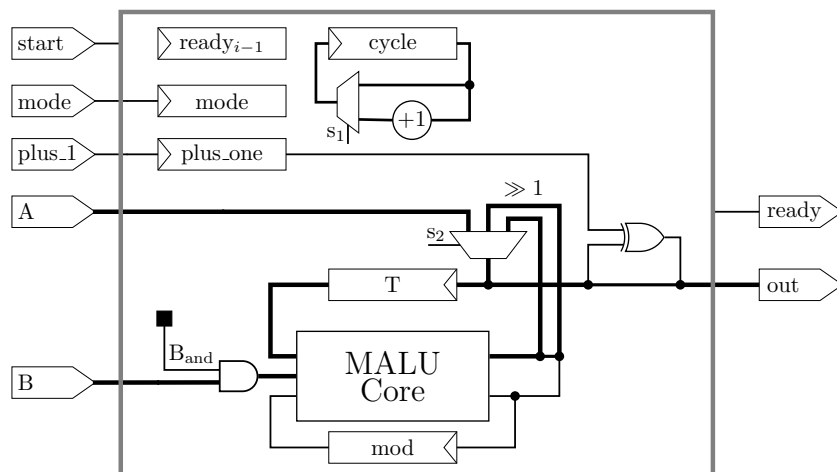 start
ready_{i−1}
cycle
mode
mode
+1
s_1
plus_1
plus_one
A
≫ 1
s_2
ready
T
out
B_and
B
MALU
Core
mod